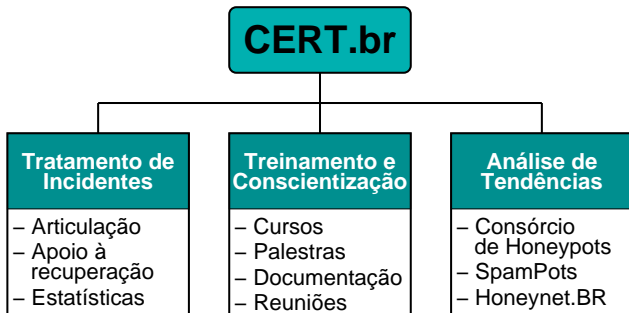 CERT.br
Tratamento de
Incidentes
– Articulação
– Apoio à
recuperação
– Estatísticas
Treinamento e
Conscientização
– Cursos
– Palestras
– Documentação
– Reuniões
Análise de
Tendências
– Consórcio
de Honeypots
– SpamPots
– Honeynet.BR